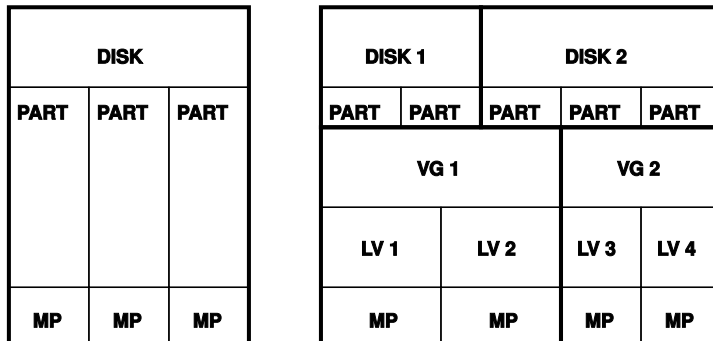 DISK
PART PART PART
MP MP MP
DISK 1 DISK 2
PART PART PART PART PART
VG 1 VG 2
LV 1 LV 2 LV 3 LV 4
MP MP MP MP